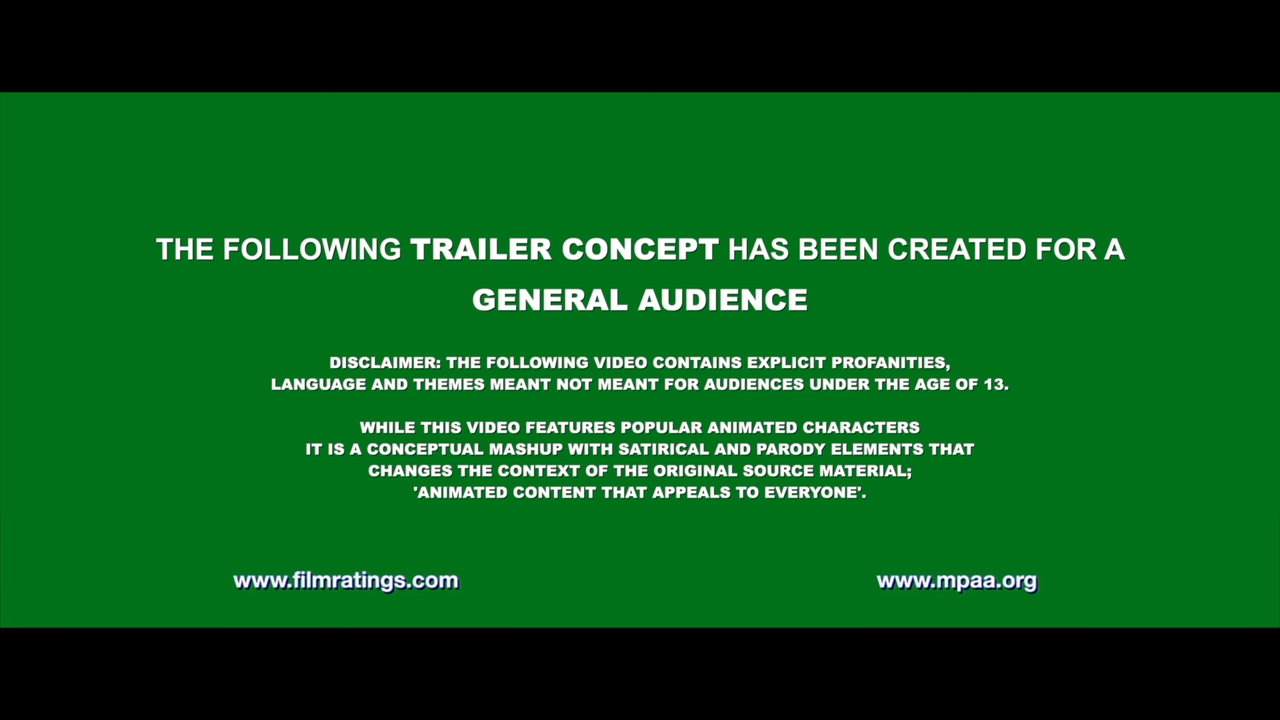 THE FOLLOWING TRAILER CONCEPT HAS BEEN CREATED FOR A
GENERAL AUDIENCE
DISCLAIMER: THE FOLLOWING VIDEO CONTAINS EXPLICIT PROFANITIES,
LANGUAGE AND THEMES MEANT NOT MEANT FOR AUDIENCES UNDER THE AGE OF 13.
WHILE THIS VIDEO FEATURES POPULAR ANIMATED CHARACTERS
IT IS A CONCEPTUAL MASHUP WITH SATIRICAL AND PARODY ELEMENTS THAT
CHANGES THE CONTEXT OF THE ORIGINAL SOURCE MATERIAL;
'ANIMATED CONTENT THAT APPEALS TO EVERYONE'.
www.filmratings.com www.mpaa.org